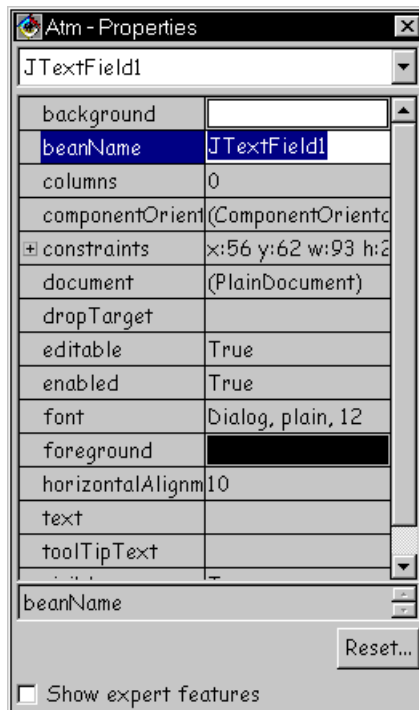 Atm - Properties
JTextField1
background
beanName JTextField1
columns 0
componentOrient (ComponentOrientc
constraints x:56 y:62 w:93 h:2
document (PlainDocument)
dropTarget
editable True
enabled True
font Dialog, plain, 12
foreground
horizontalAlignm 10
text
toolTipText
beanName
Reset...
Show expert features